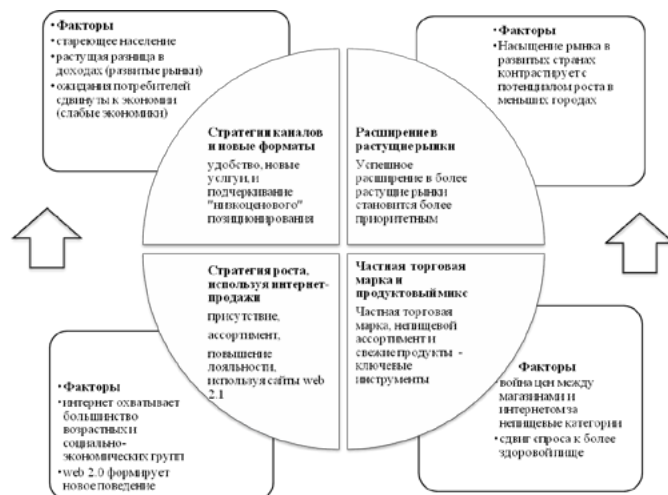 Факторы
• стареющее население
• растущая разница в
доходах (развитые рынки)
• ожидания потребителей
сдвинуты к экономии
(слабые экономики)
Факторы
• Насыщение рынка в
развитых странах
контрастирует с
потенциалом роста в
меньших городах
Стратегии каналов
и новые форматы
удобство, новые
услуги, и
подчеркивание
"низкоценового"
позиционирования
Расширение в
растущие рынки
Успешное
расширение в более
растущие рынки
становится более
приоритетным
Стратегия роста,
используя интернет-
продажи
присутствие,
ассортимент,
повышение
лояльности,
используя сайты web
2.1
Частная торговая
марка и
продуктовый микс
Частная торговая
марка, непищевой
ассортимент и
свежие продукты -
ключевые
инструменты
Факторы
• интернет охватывает
большинство
возрастных и
социально-
экономических групп
• web 2.0 формирует
новое поведение
Факторы
• война цен между
магазинами и
интернетом за
непищевые категории
• сдвиг спроса к более
здоровой пище